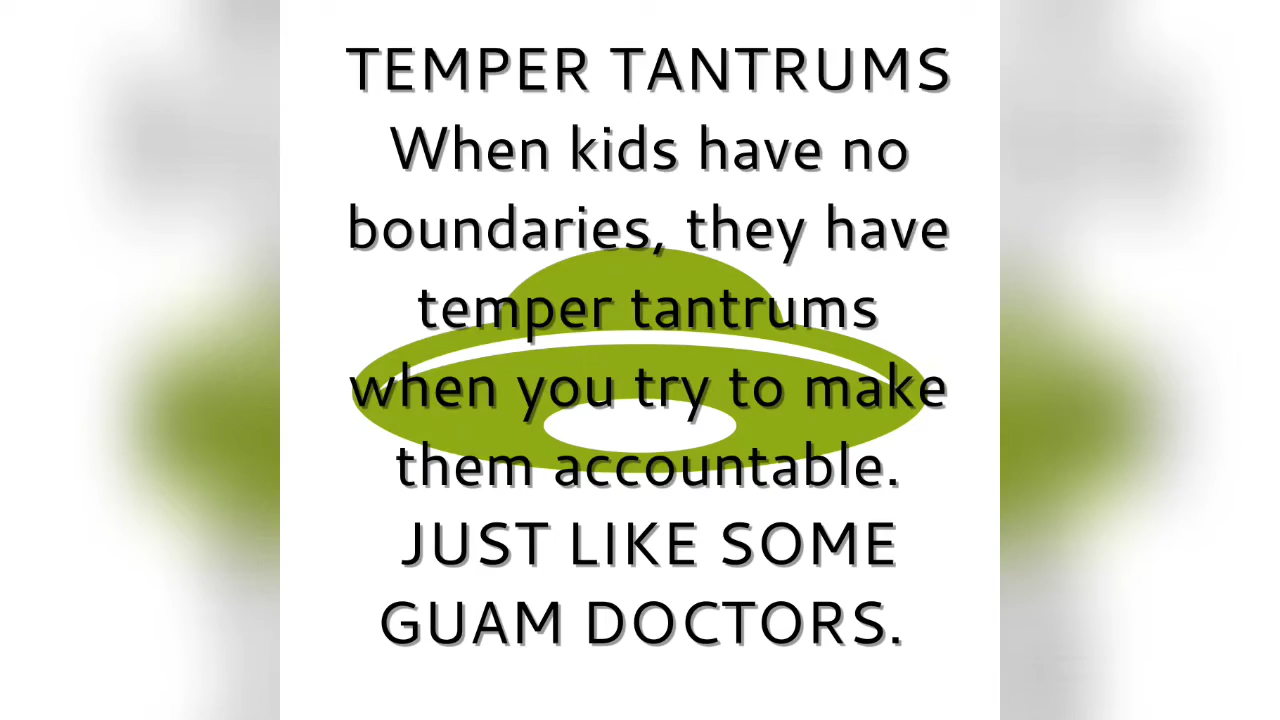 TEMPER TANTRUMS
When kids have no
boundaries, they have
temper tantrums
when you try to make
them accountable.
JUST LIKE SOME
GUAM DOCTORS.